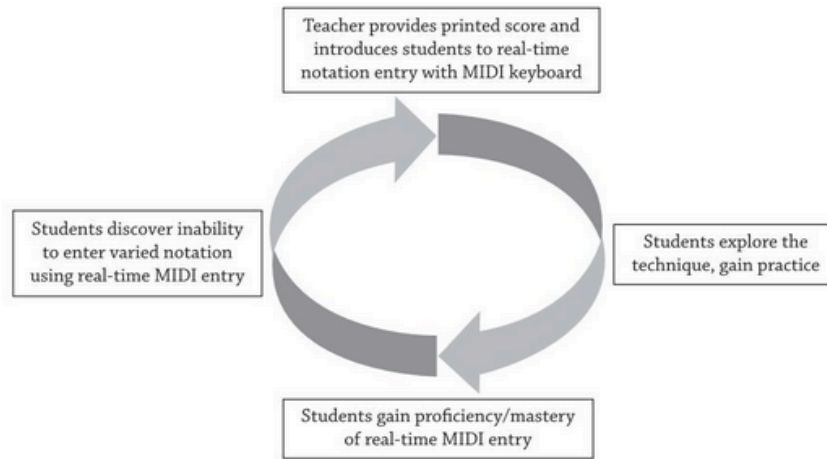 Teacher provides printed score and
introduces students to real-time
notation entry with MIDI keyboard
Students explore the
technique, gain practice
Students gain proficiency/mastery
of real-time MIDI entry
Students discover inability
to enter varied notation
using real-time MIDI entry